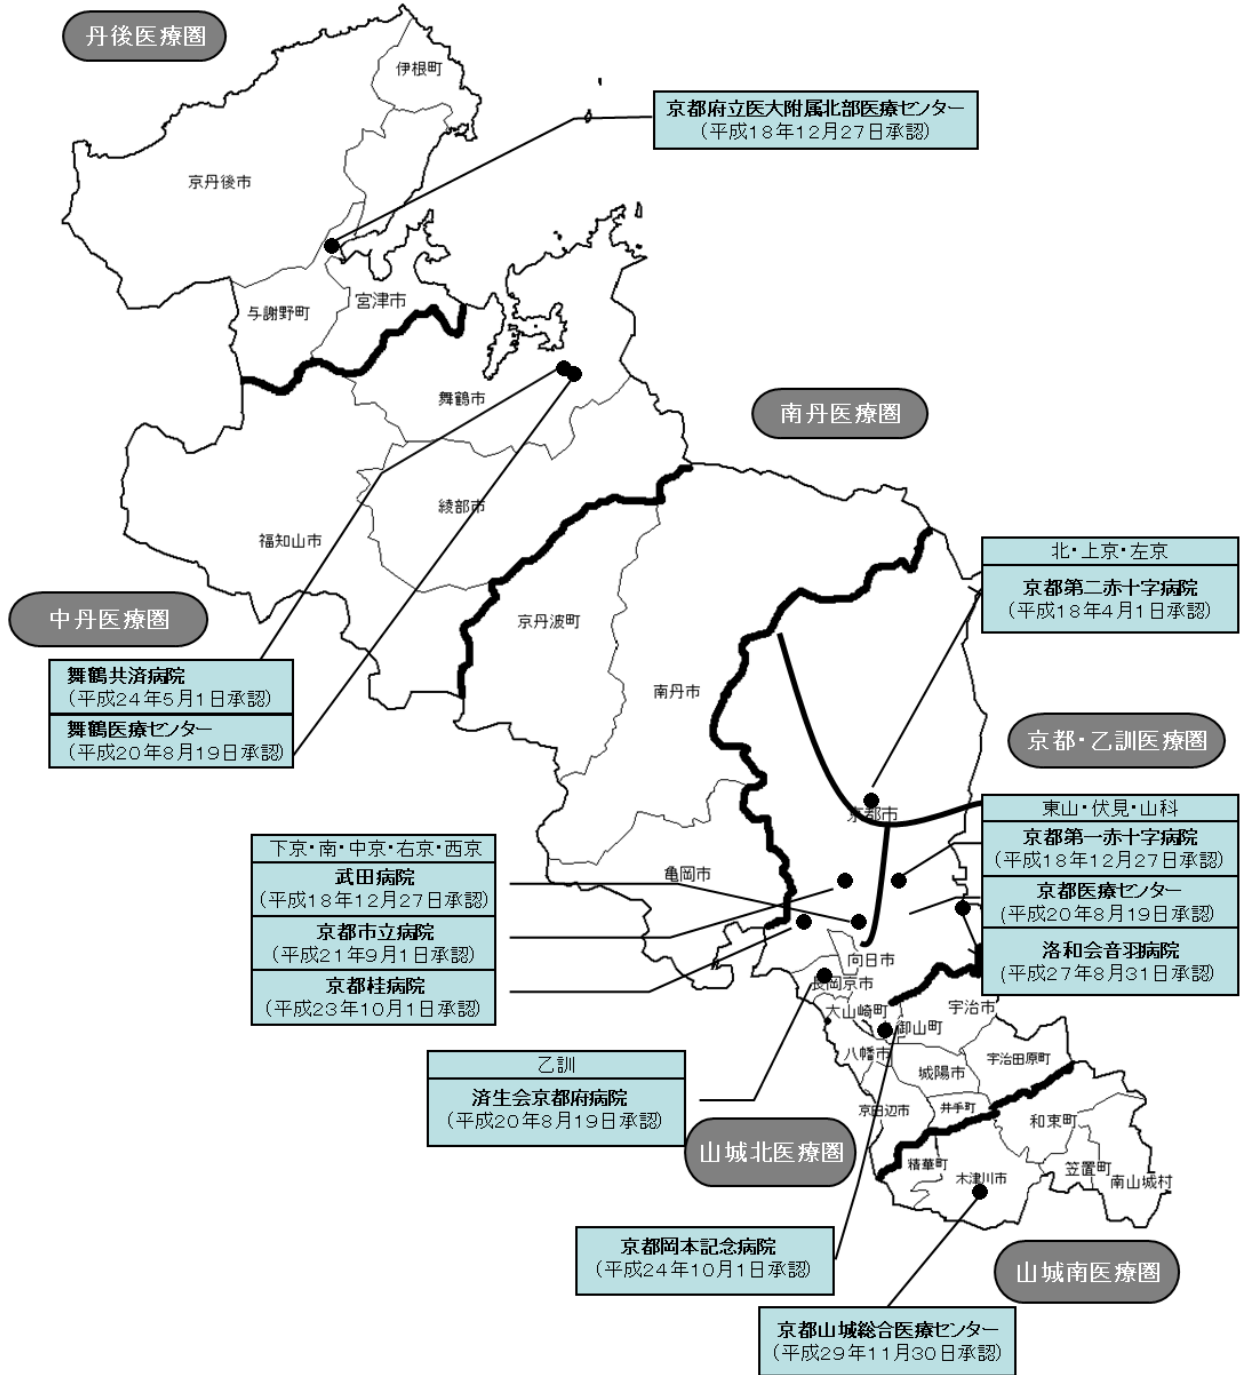 丹後医療圏
伊根町
京都府立医大附属北部医療センター
(平成18年12月27日承認)
京丹後市
与謝野町
宮津市
舞鶴市
南丹医療圏
綾部市
福知山市
中丹医療圏
舞鶴共済病院
(平成24年5月1日承認)
舞鶴医療センター
(平成20年8月19日承認)
京丹波町
南丹市
北・上京・左京
京都第二赤十字病院
(平成18年4月1日承認)
京都・乙訓医療圏
京都市
東山・伏見・山科
京都第一赤十字病院
(平成18年12月27日承認)
京都医療センター
(平成20年8月19日承認)
洛和会音羽病院
(平成27年8月31日承認)
亀岡市
下京・南・中京・右京・西京
武田病院
(平成18年12月27日承認)
京都市立病院
(平成21年9月1日承認)
京都桂病院
(平成23年10月1日承認)
向日市
長岡京市
大山崎町
御山町
宇治市
八幡市
城陽市
宇治田原町
京田辺市
井手町
和束町
精華町
木津川市
笠置町
南山城村
乙訓
済生会京都府病院
(平成20年8月19日承認)
山城北医療圏
京都岡本記念病院
(平成24年10月1日承認)
山城南医療圏
京都山城総合医療センター
(平成29年11月30日承認)